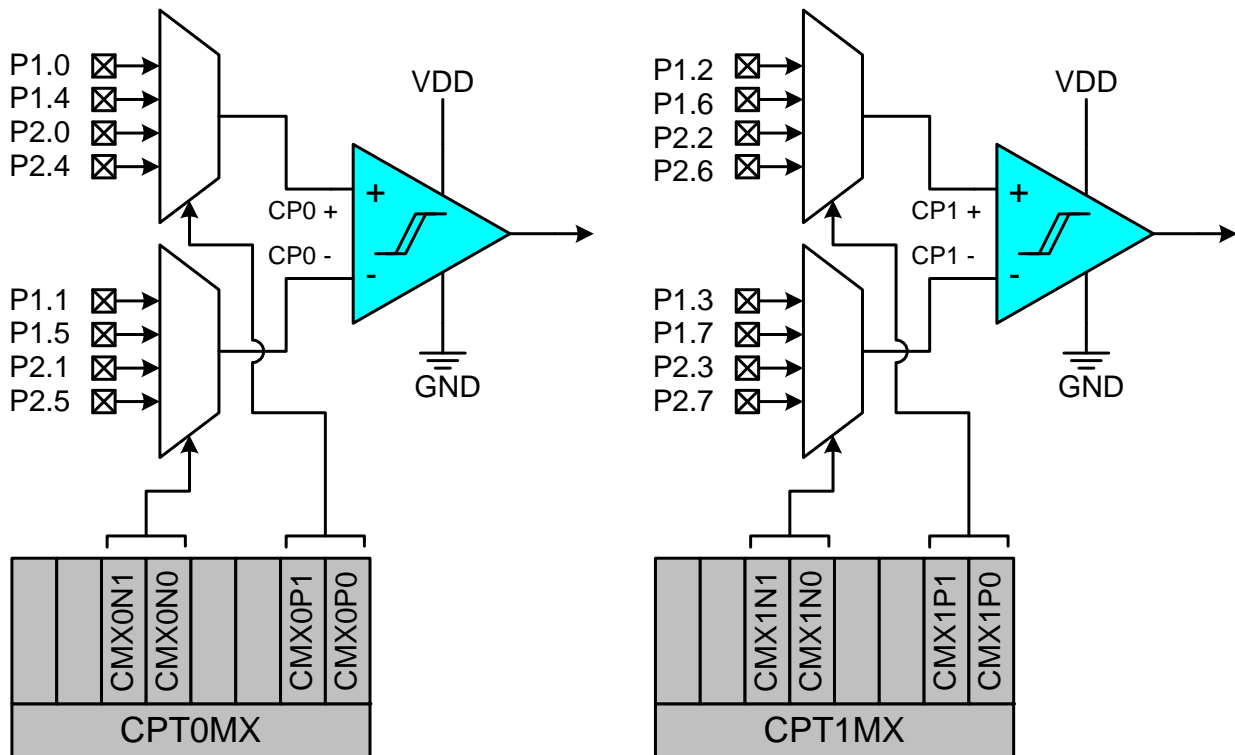 P1.0
P1.4
P2.0
P2.4
VDD
+
CP0 +
CP0 -
-
P1.1
P1.5
P2.1
P2.5
GND
CMX0N1
CMX0N0
CMX0P1
CMX0P0
CPT0MX
P1.2
P1.6
P2.2
P2.6
VDD
+
CP1 +
CP1 -
-
P1.3
P1.7
P2.3
P2.7
GND
CMX1N1
CMX1N0
CMX1P1
CMX1P0
CPT1MX